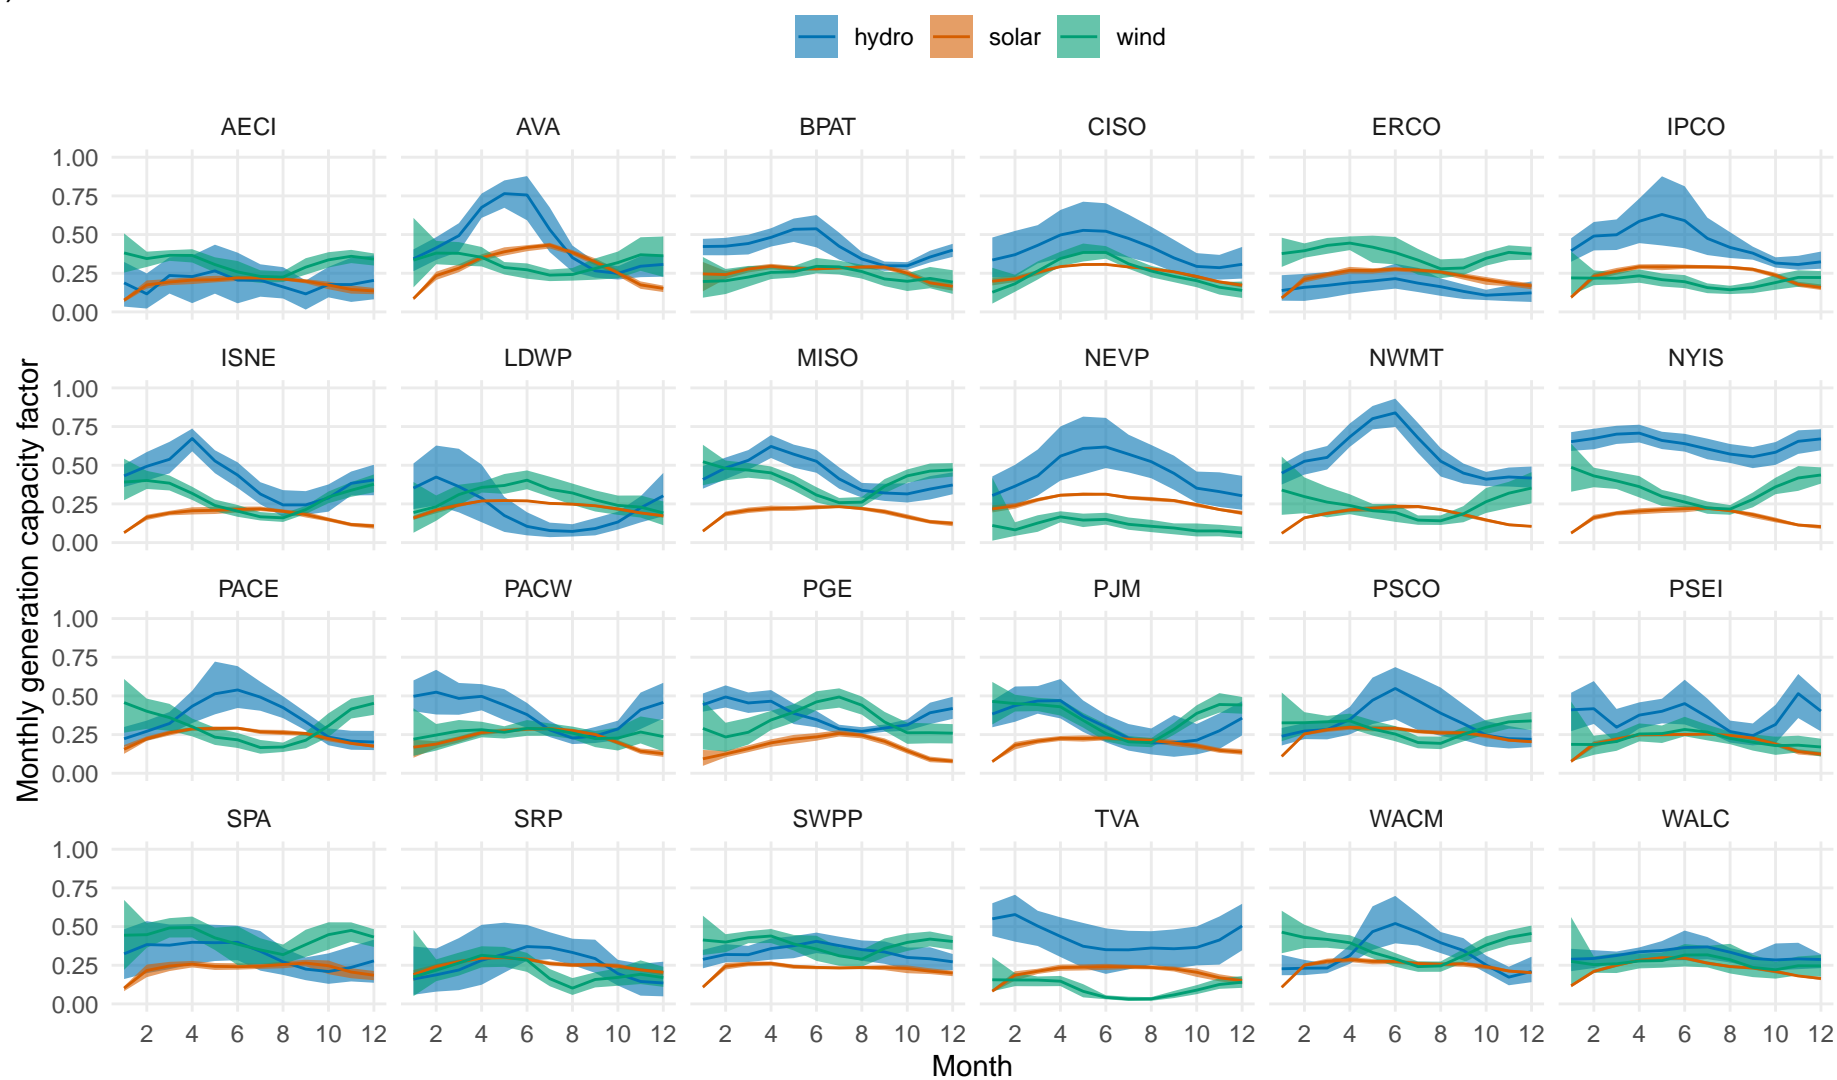 hydro solar wind
AECI AVA BPAT CISO ERCO IPCO
1.00
0.75
0.50
0.25
0.00
ISNE LDWP MISO NEVP NWMT NYIS
1.00
0.75
0.50
0.25
0.00
Monthly generation capacity factor
PACE PACW PGE PJM PSCO PSEI
1.00
0.75
0.50
0.25
0.00
SPA SRP SWPP TVA WACM WALC
1.00
0.75
0.50
0.25
0.00
2 4 6 8 10 12 2 4 6 8 10 12 2 4 6 8 10 12 2 4 6 8 10 12 2 4 6 8 10 12 2 4 6 8 10 12
Month